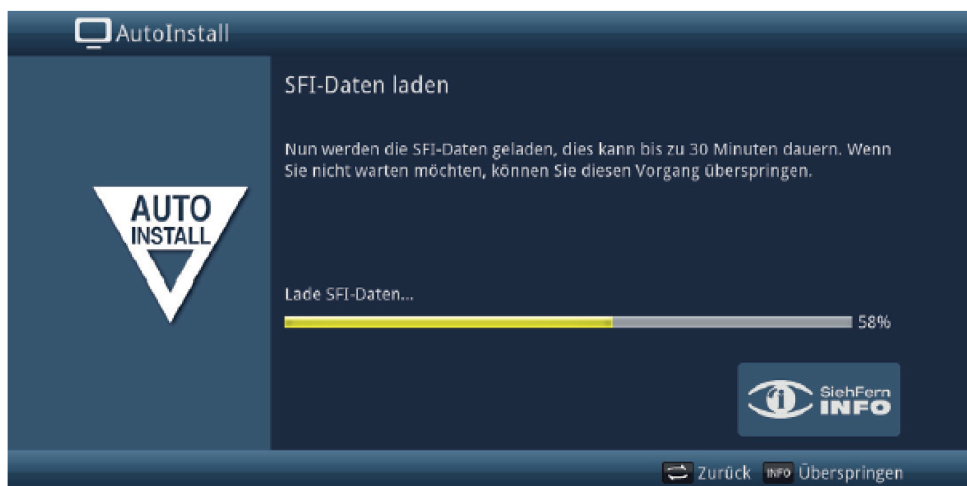 AutoInstall
SFI-Daten laden
Nun werden die SFI-Daten geladen, dies kann bis zu 30 Minuten dauern. Wenn
Sie nicht warten möchten, können Sie diesen Vorgang überspringen.
AUTO
INSTALL
Lade SFI-Daten...
58%
SiehFern
INFO
Zurück INFO Überspringen